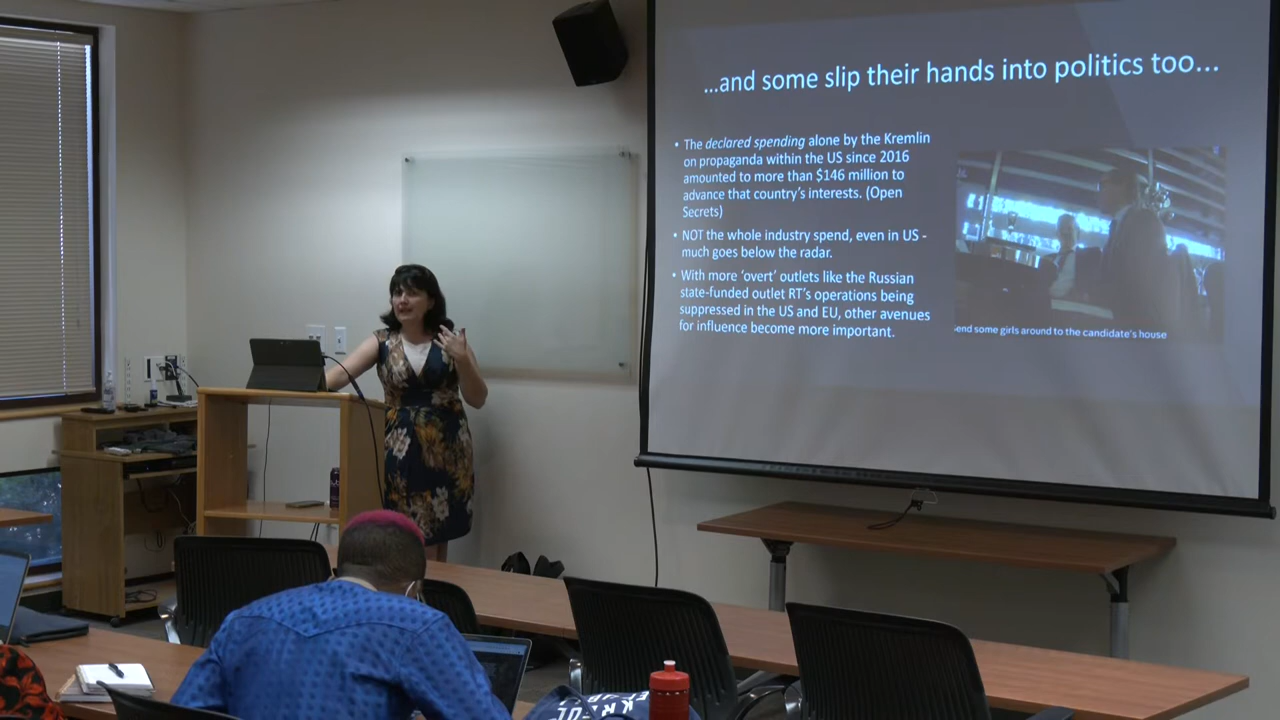 ...and some slip their hands into politics too...
• The declared spending alone by the Kremlin
on propaganda within the US since 2016
amounted to more than $146 million to
advance that country's interests. (Open
Secrets)
• NOT the whole industry spend, even in US -
much goes below the radar.
• With more 'overt' outlets like the Russian
state-funded outlet RT's operations being
suppressed in the US and EU, other avenues
for influence become more important.
end some girls around to the candidate's house